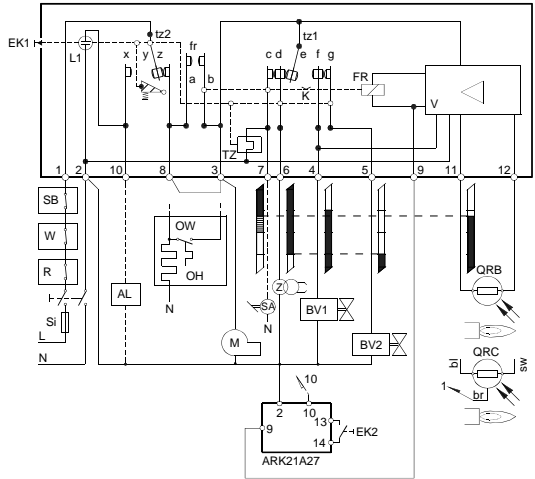 EK1
L1
tz2
fr
x y z
a b
tz1
c d e f g
K
FR
V
TZ
1 2 10 8 3 7 6 4 5 9 11 12
SB
W
R
Si
L
N
AL
OW
OH
N
M
SA
N
Z
BV1
BV2
QRB
QRC
bl
sw
br
1
10
2 10
9
13
14
EK2
ARK21A27